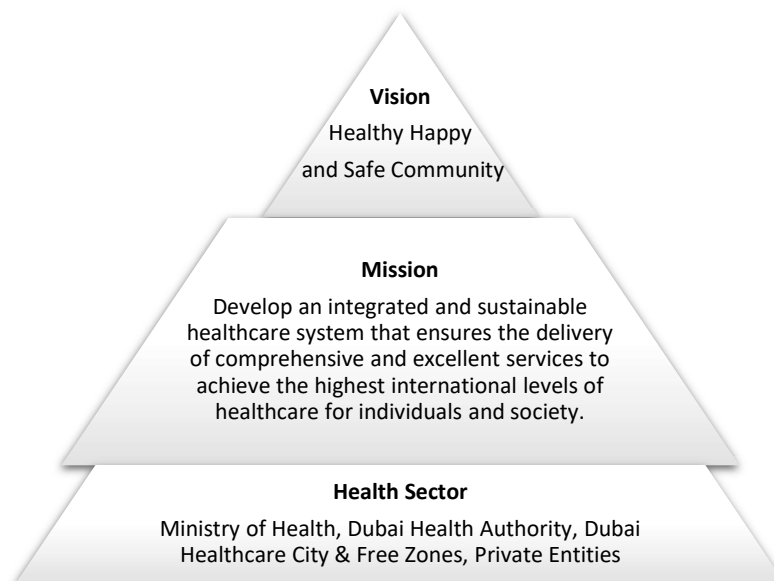 Vision
Healthy Happy
and Safe Community
Mission
Develop an integrated and sustainable
healthcare system that ensures the delivery
of comprehensive and excellent services to
achieve the highest international levels of
healthcare for individuals and society.
Health Sector
Ministry of Health, Dubai Health Authority, Dubai
Healthcare City & Free Zones, Private Entities